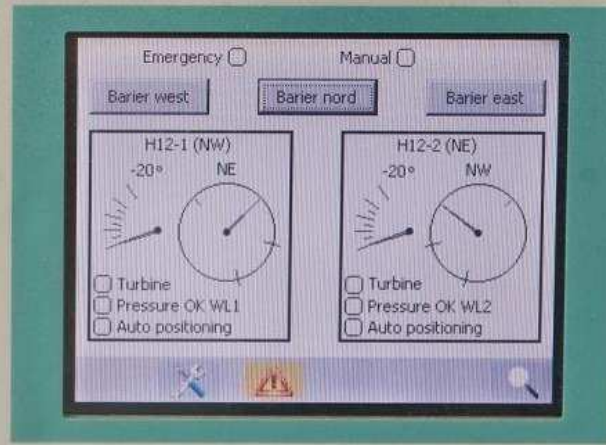 Emergency Manual
Barier west Barier nord Barier east
H12-1 (NW)
-20° NE
Turbine
Pressure OK WL1
Auto positioning
H12-2 (NE)
-20° NW
Turbine
Pressure OK WL2
Auto positioning